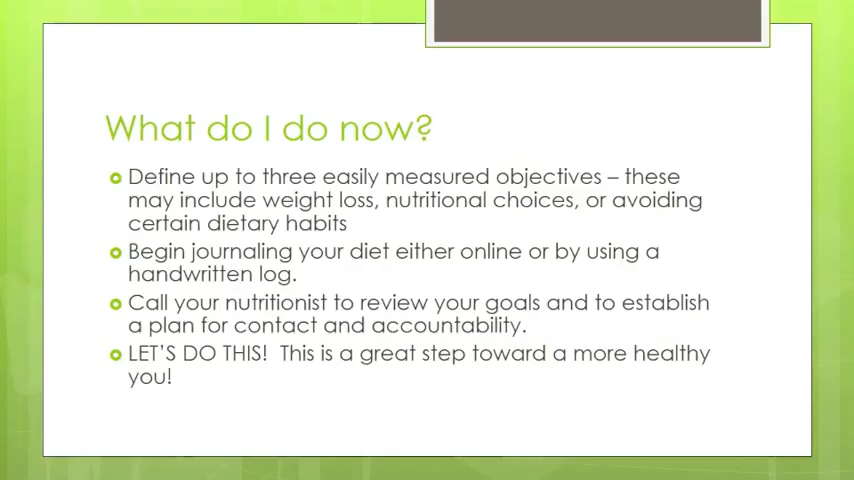 What do I do now?
Define up to three easily measured objectives – these
may include weight loss, nutritional choices, or avoiding
certain dietary habits
Begin journaling your diet either online or by using a
handwritten log.
Call your nutritionist to review your goals and to establish
a plan for contact and accountability.
LET'S DO THIS!  This is a great step toward a more healthy
you!